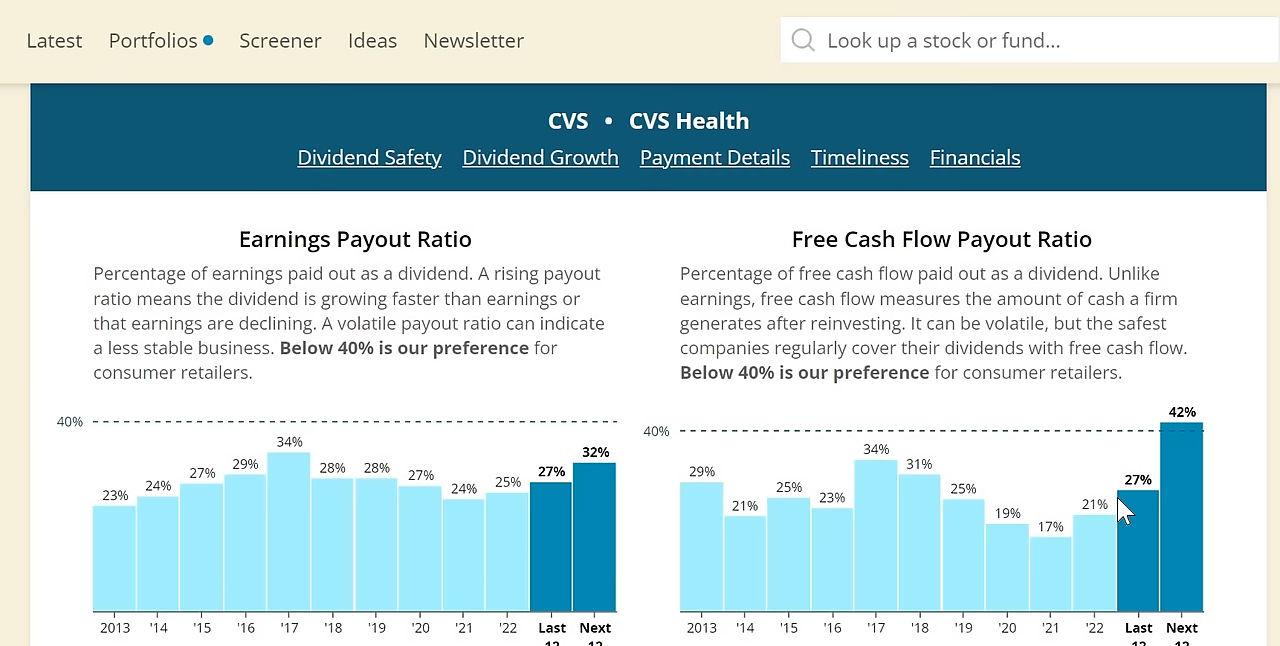 Latest Portfolios Screener Ideas Newsletter Look up a stock or fund...
CVS • CVS Health
Dividend Safety Dividend Growth Payment Details Timeliness Financials
Earnings Payout Ratio
Percentage of earnings paid out as a dividend. A rising payout
ratio means the dividend is growing faster than earnings or
that earnings are declining. A volatile payout ratio can indicate
a less stable business. Below 40% is our preference for
consumer retailers.
40%
23% 24% 27% 29% 34% 28% 28% 27% 24% 25% 27% 32%
2013 '14 '15 '16 '17 '18 '19 '20 '21 '22 Last Next
12 12
Free Cash Flow Payout Ratio
Percentage of free cash flow paid out as a dividend. Unlike
earnings, free cash flow measures the amount of cash a firm
generates after reinvesting. It can be volatile, but the safest
companies regularly cover their dividends with free cash flow.
Below 40% is our preference for consumer retailers.
40%
29% 21% 25% 23% 34% 31% 25% 19% 17% 21% 27% 42%
2013 '14 '15 '16 '17 '18 '19 '20 '21 '22 Last Next
12 12